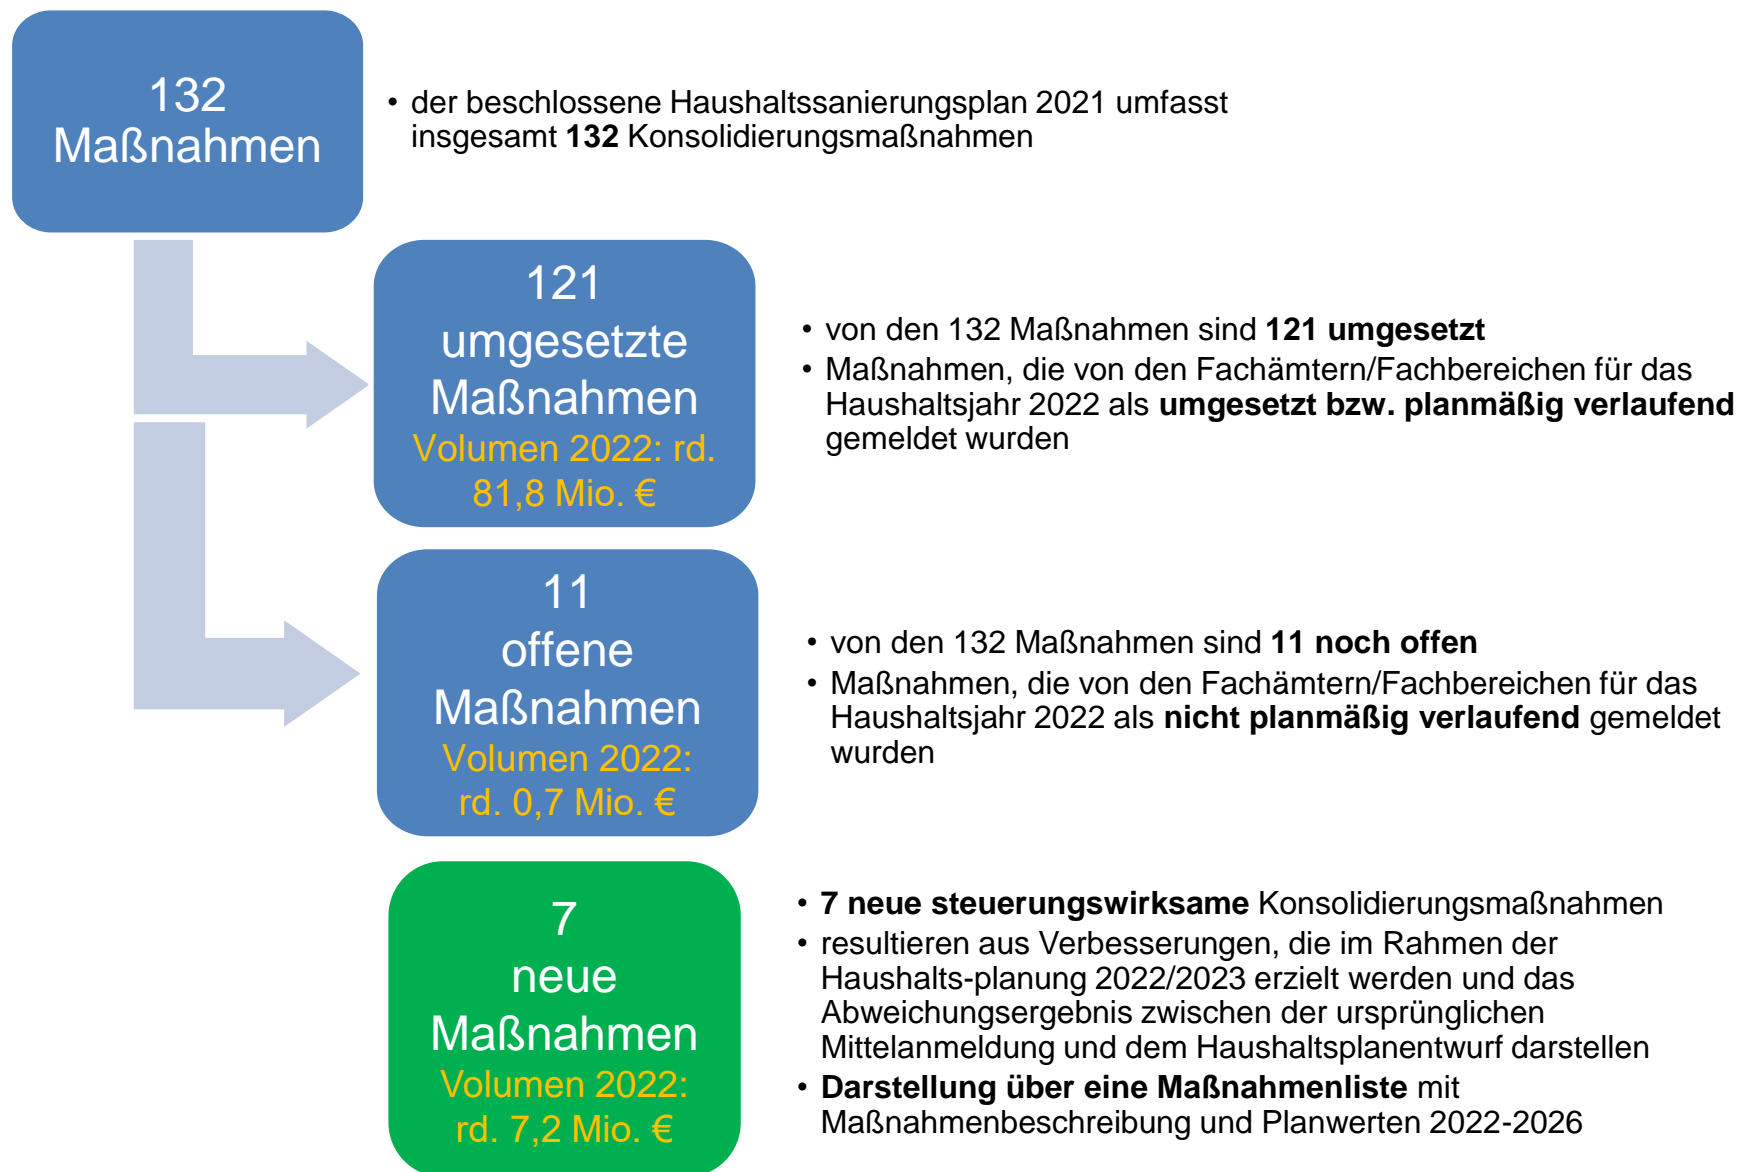 132
Maßnahmen
• der beschlossene Haushaltssanierungsplan 2021 umfasst
insgesamt 132 Konsolidierungsmaßnahmen
121
umgesetzte
Maßnahmen
Volumen 2022: rd.
81,8 Mio. €
• von den 132 Maßnahmen sind 121 umgesetzt
• Maßnahmen, die von den Fachämtern/Fachbereichen für das
Haushaltsjahr 2022 als umgesetzt bzw. planmäßig verlaufend
gemeldet wurden
11
offene
Maßnahmen
Volumen 2022:
rd. 0,7 Mio. €
• von den 132 Maßnahmen sind 11 noch offen
• Maßnahmen, die von den Fachämtern/Fachbereichen für das
Haushaltsjahr 2022 als nicht planmäßig verlaufend gemeldet
wurden
7
neue
Maßnahmen
Volumen 2022:
rd. 7,2 Mio. €
• 7 neue steuerungswirksame Konsolidierungsmaßnahmen
• resultieren aus Verbesserungen, die im Rahmen der
Haushalts-planung 2022/2023 erzielt werden und das
Abweichungsergebnis zwischen der ursprünglichen
Mittelanmeldung und dem Haushaltsplanentwurf darstellen
• Darstellung über eine Maßnahmenliste mit
Maßnahmenbeschreibung und Planwerten 2022-2026